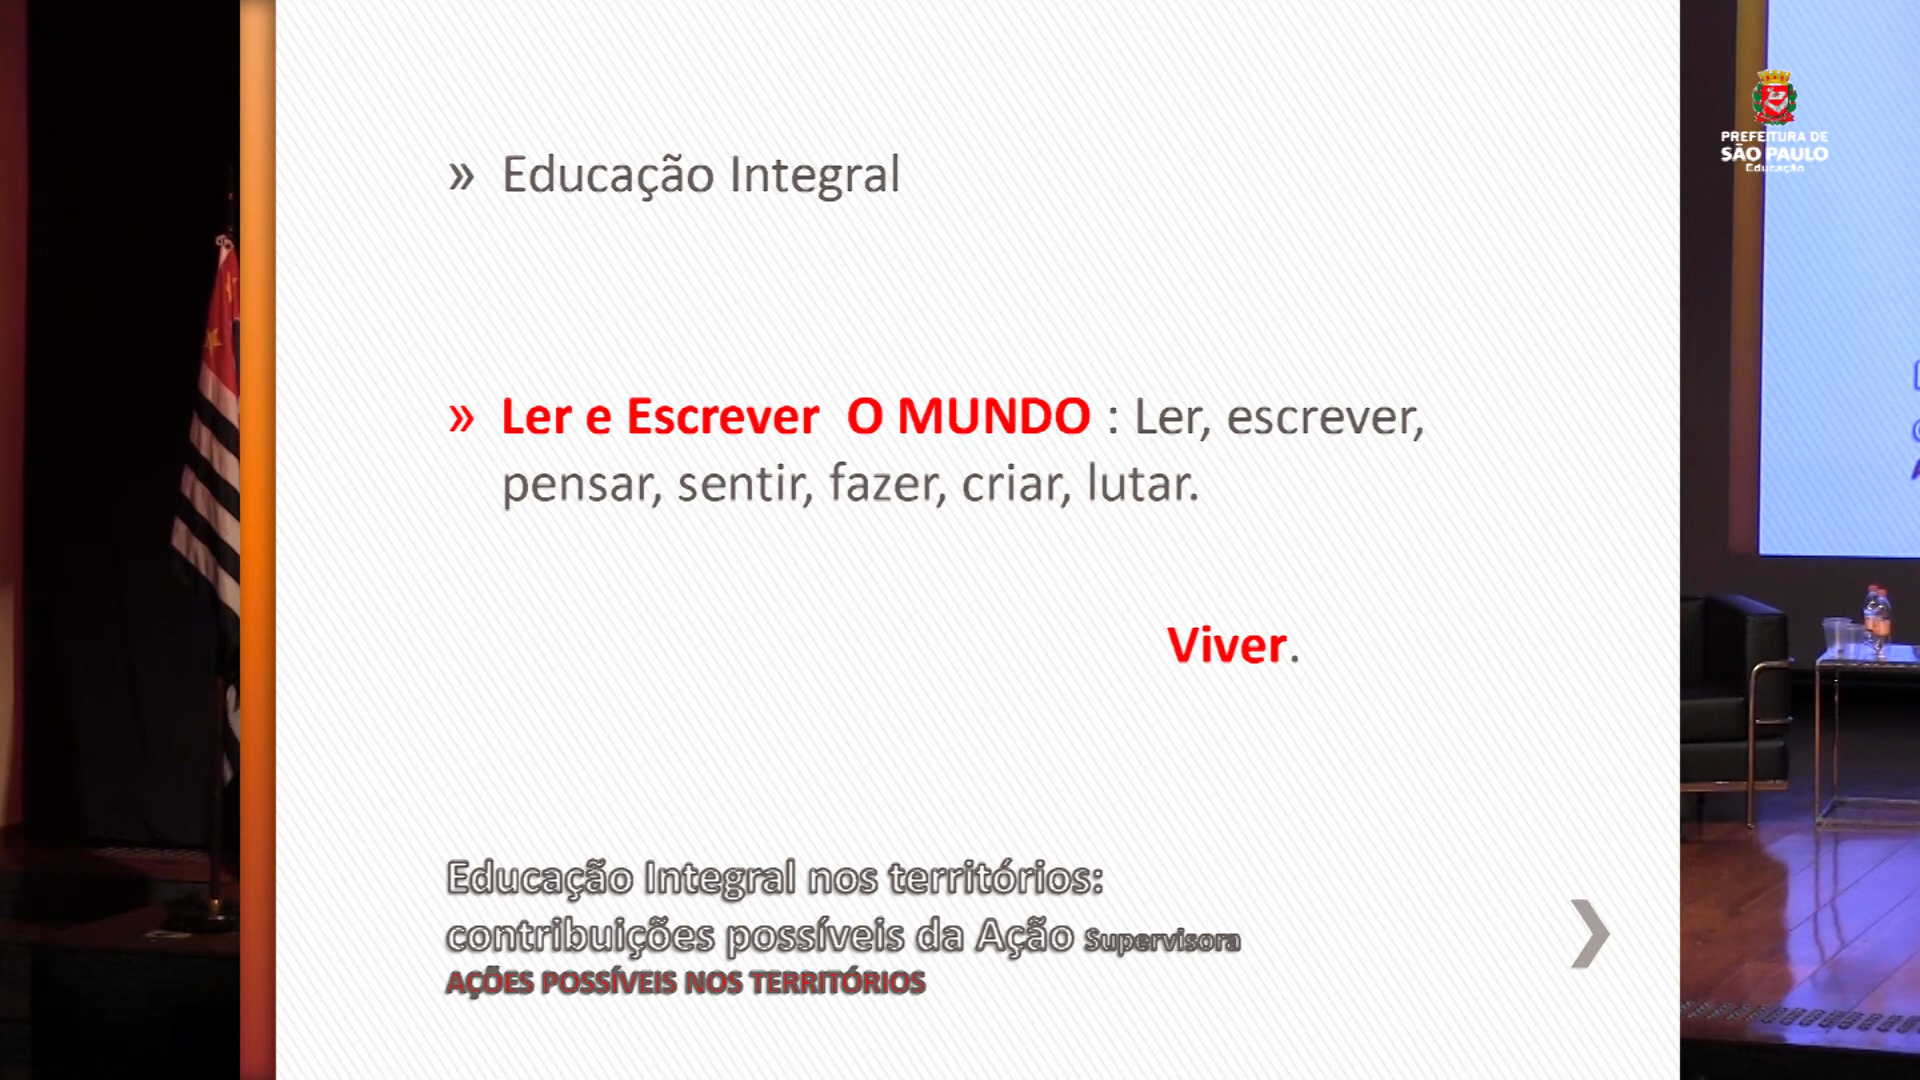 » Educação Integral
» Ler e Escrever O MUNDO : Ler, escrever,
pensar, sentir, fazer, criar, lutar.
Viver.
Educação Integral nos territórios:
contribuições possíveis da Ação Supervisora
AÇÕES POSSÍVEIS NOS TERRITÓRIOS
PREFEITURA DE
SÃO PAULO
Educação